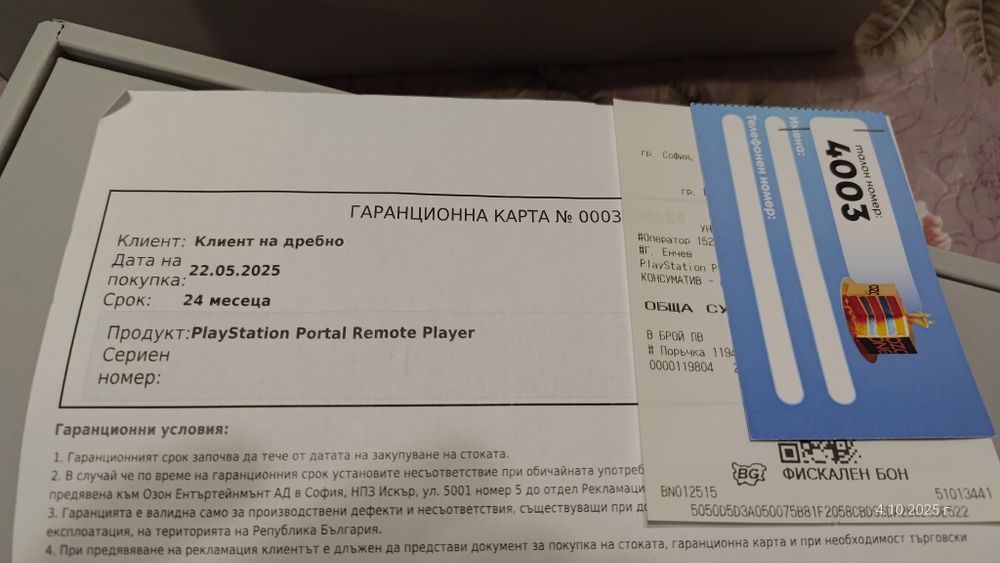 ГАРАНЦИОННА КАРТА № 0003
Клиент: Клиент на дребно
Дата на
покупка: 22.05.2025
Срок: 24 месеца
Продукт:PlayStation Portal Remote Player
Сериен
номер:
Гаранционни условия:
1. Гаранционният срок започва да тече от датата на закупуване на стоката.
2. В случай че по време на гаранционния срок установите несъответствие при обичайната употреб
предявена към Озон Ентъртейнмънт АД в София, НПЗ Искър, ул. 5001 номер 5 до отдел Рекламаци
3. Гаранцията е валидна само за производствени дефекти и несъответствия, съществуващи при до
експлоатация, на територията на Република България.
4. При предявяване на рекламация клиентът е длъжен да представи документ за покупка на стоката, гаранционна карта и при необходимост търговски
гр. София,
гр.
УН
#Оператор 152
#Г. Енчев
PlayStation P
КОНСУМАТИВ -
ОБЩА СУ
В БРОЙ ЛВ
# Поръчка 1194
0000119804
BG
ФИСКАЛЕН БОН
BN012515
51013441
талон номер:
4003
Имена:
Телефонен номер:
OZO
4.10.2025 г.